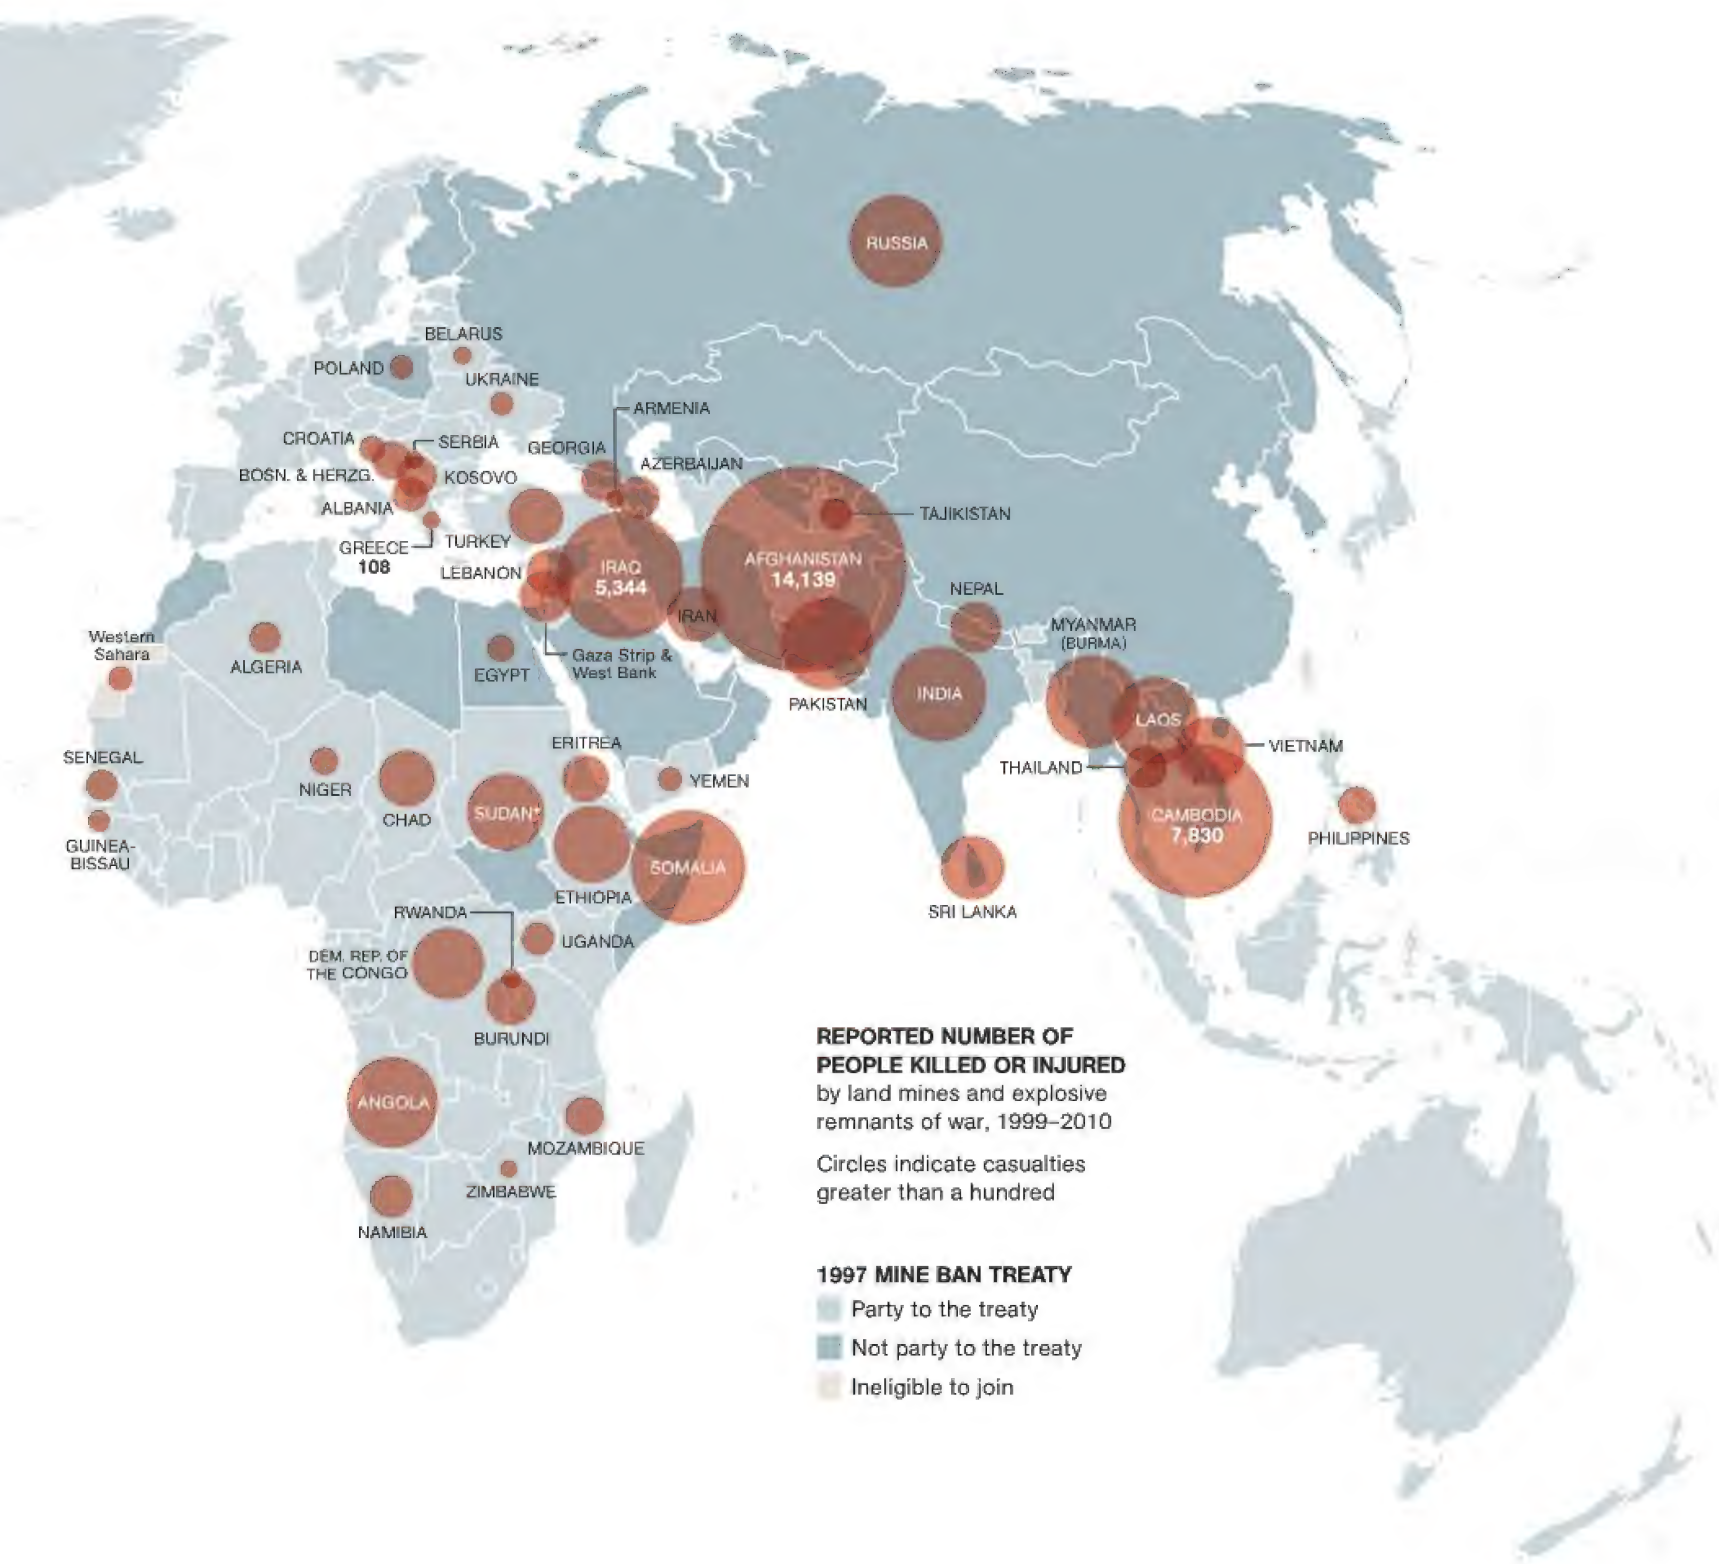 RUSSIA
BELARUS
POLAND
UKRAINE
ARMENIA
CROATIA
SERBIA
GEORGIA
AZERBAIJAN
BOSN. & HERZG.
KOSOVO
ALBANIA
TAJIKISTAN
GREECE
108
TURKEY
LEBANON
IRAQ
5,344
AFGHANISTAN
14,139
IRAN
NEPAL
MYANMAR
(BURMA)
Western
Sahara
ALGERIA
EGYPT
Gaza Strip &
West Bank
PAKISTAN
INDIA
LAOS
VIETNAM
THAILAND
SENEGAL
NIGER
CHAD
ERITREA
SUDAN*
YEMEN
GUINEA-
BISSAU
CAMBODIA
7,830
PHILIPPINES
ETHIOPIA
SOMALIA
SRI LANKA
RWANDA
UGANDA
DEM. REP. OF
THE CONGO
BURUNDI
ANGOLA
MOZAMBIQUE
ZIMBABWE
NAMIBIA
REPORTED NUMBER OF
PEOPLE KILLED OR INJURED
by land mines and explosive
remnants of war, 1999–2010
Circles indicate casualties
greater than a hundred
1997 MINE BAN TREATY
Party to the treaty
Not party to the treaty
Ineligible to join